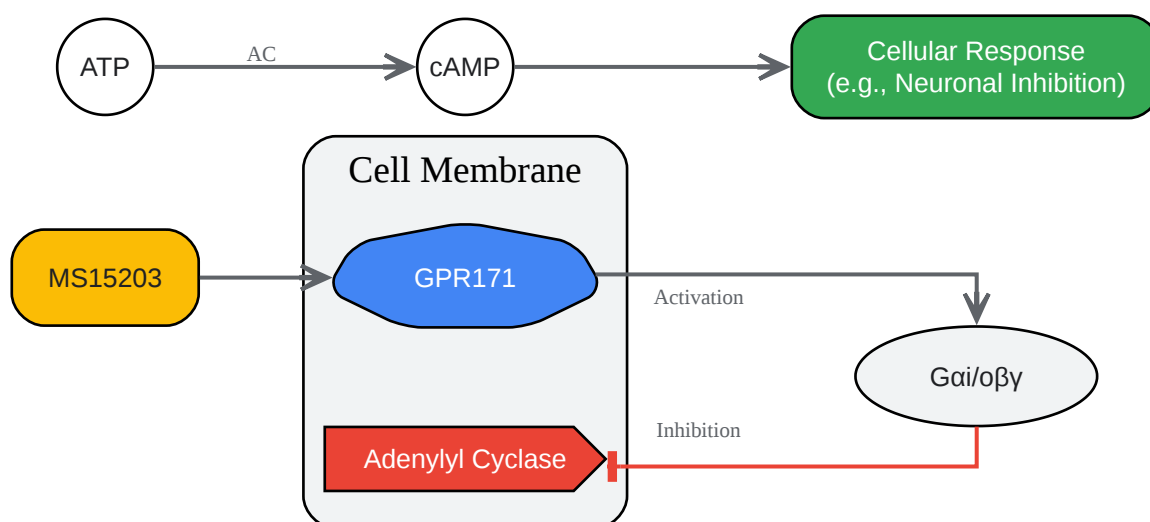 ATP
AC
cAMP
Cellular Response
(e.g., Neuronal Inhibition)
Cell Membrane
MS15203
GPR171
Activation
Gαi/oβγ
Inhibition
Adenylyl Cyclase